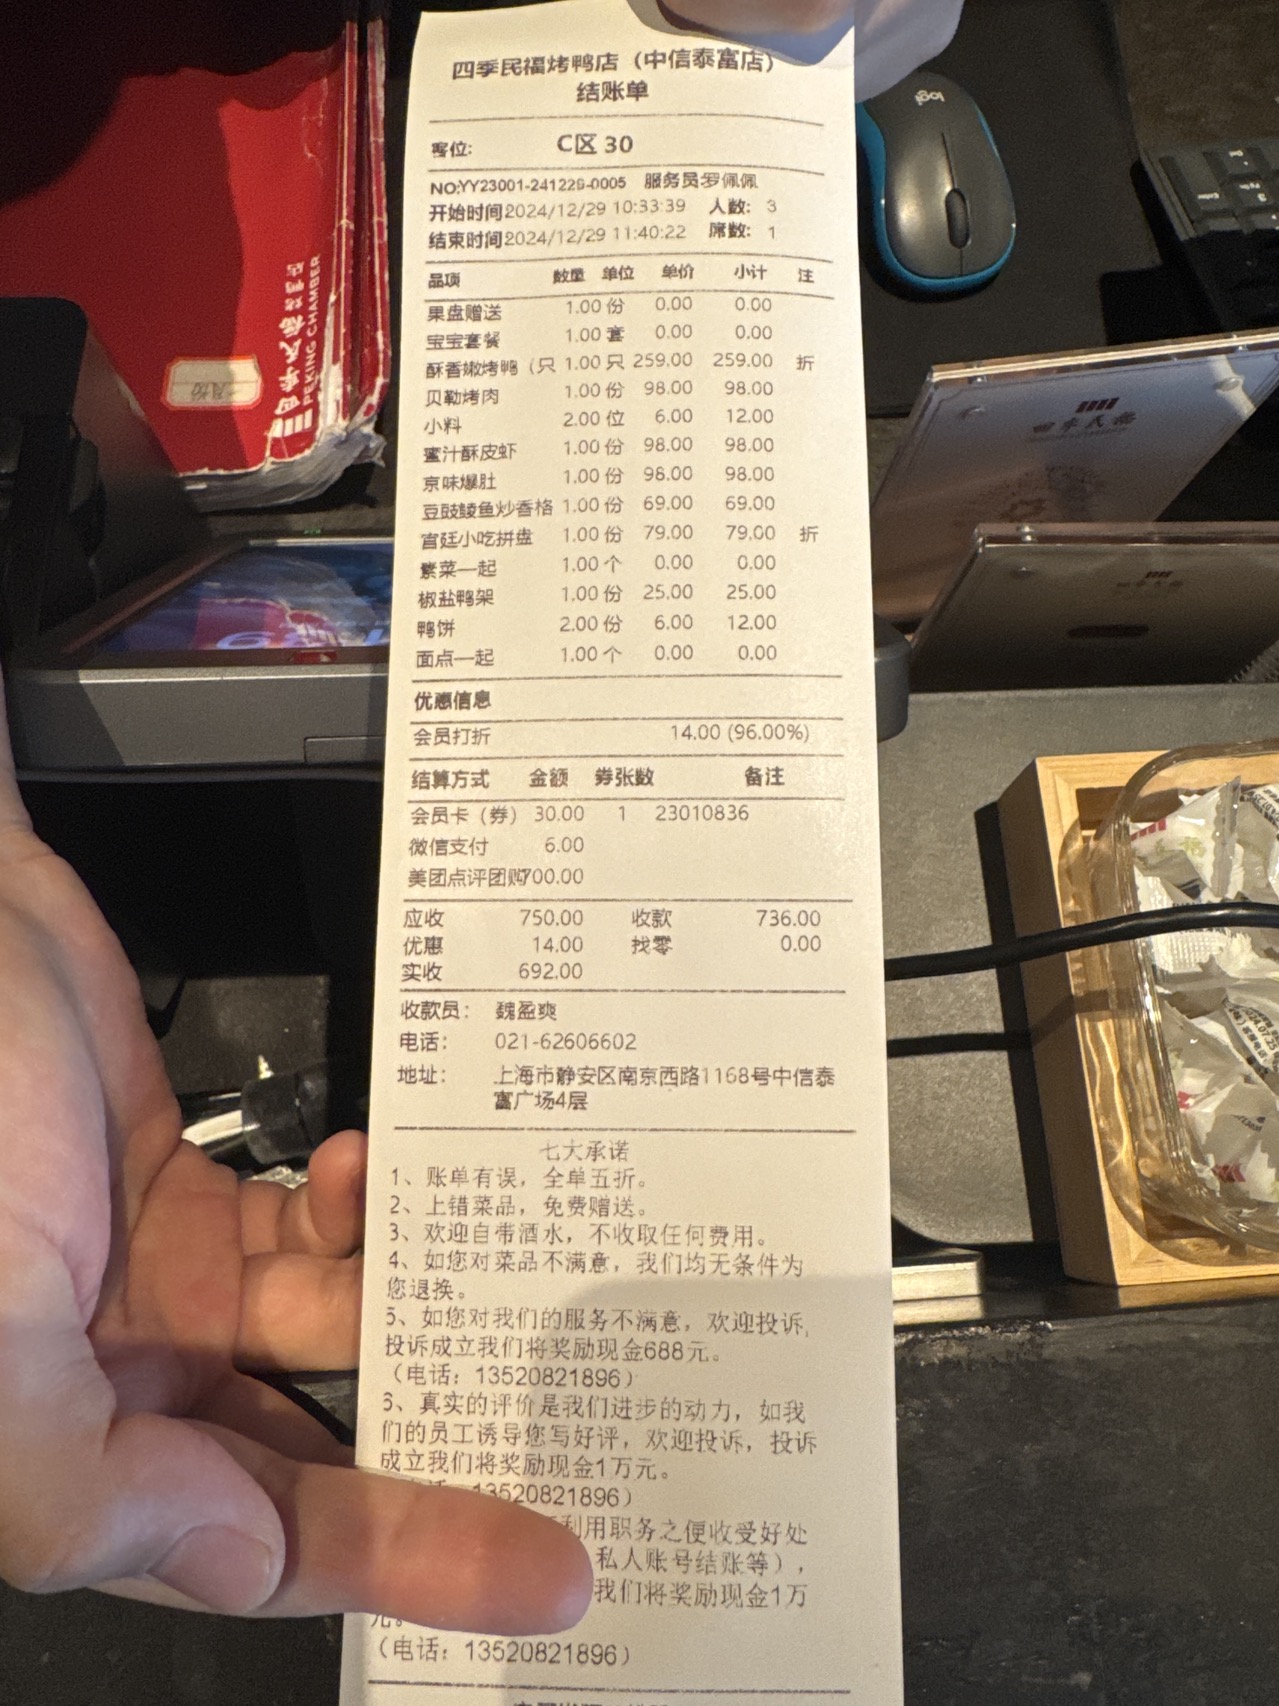 四季民福烤鸭店（中信泰富店）
结账单
客位: C区 30
NO:YY23001-241229-0005 服务员罗佩佩
开始时间2024/12/29 10:33:39 人数: 3
结束时间2024/12/29 11:40:22 席数: 1
品项 数量 单位 单价 小计 注
果盘赠送 1.00 份 0.00 0.00
宝宝套餐 1.00 套 0.00 0.00
酥香嫩烤鸭（只 1.00 只 259.00 259.00 折
贝勒烤肉 1.00 份 98.00 98.00
小料 2.00 位 6.00 12.00
蜜汁酥皮虾 1.00 份 98.00 98.00
京味爆肚 1.00 份 98.00 98.00
豆豉鲮鱼炒香格 1.00 份 69.00 69.00
宫廷小吃拼盘 1.00 份 79.00 79.00 折
素菜一起 1.00 个 0.00 0.00
椒盐鸭架 1.00 份 25.00 25.00
鸭饼 2.00 份 6.00 12.00
面点一起 1.00 个 0.00 0.00
优惠信息
会员打折 14.00 (96.00%)
结算方式 金额 券张数 备注
会员卡（券） 30.00 1 23010836
微信支付 6.00
美团点评团购700.00
应收 750.00 收款 736.00
优惠 14.00 找零 0.00
实收 692.00
收款员: 魏盈爽
电话: 021-62606602
地址: 上海市静安区南京西路1168号中信泰
富广场4层
七大承诺
1、账单有误，全单五折。
2、上错菜品，免费赠送。
3、欢迎自带酒水，不收取任何费用。
4、如您对菜品不满意，我们均无条件为
您退换。
5、如您对我们的服务不满意，欢迎投诉,
投诉成立我们将奖励现金688元。
（电话：13520821896）
6、真实的评价是我们进步的动力，如我
们的员工诱导您写好评，欢迎投诉，投诉
成立我们将奖励现金1万元。
13520821896）
利用职务之便收受好处
私人账号结账等），
我们将奖励现金1万
元。
（电话：13520821896）
四季民福烤鸭店
PEKING CHAMBER
logi
四季民福